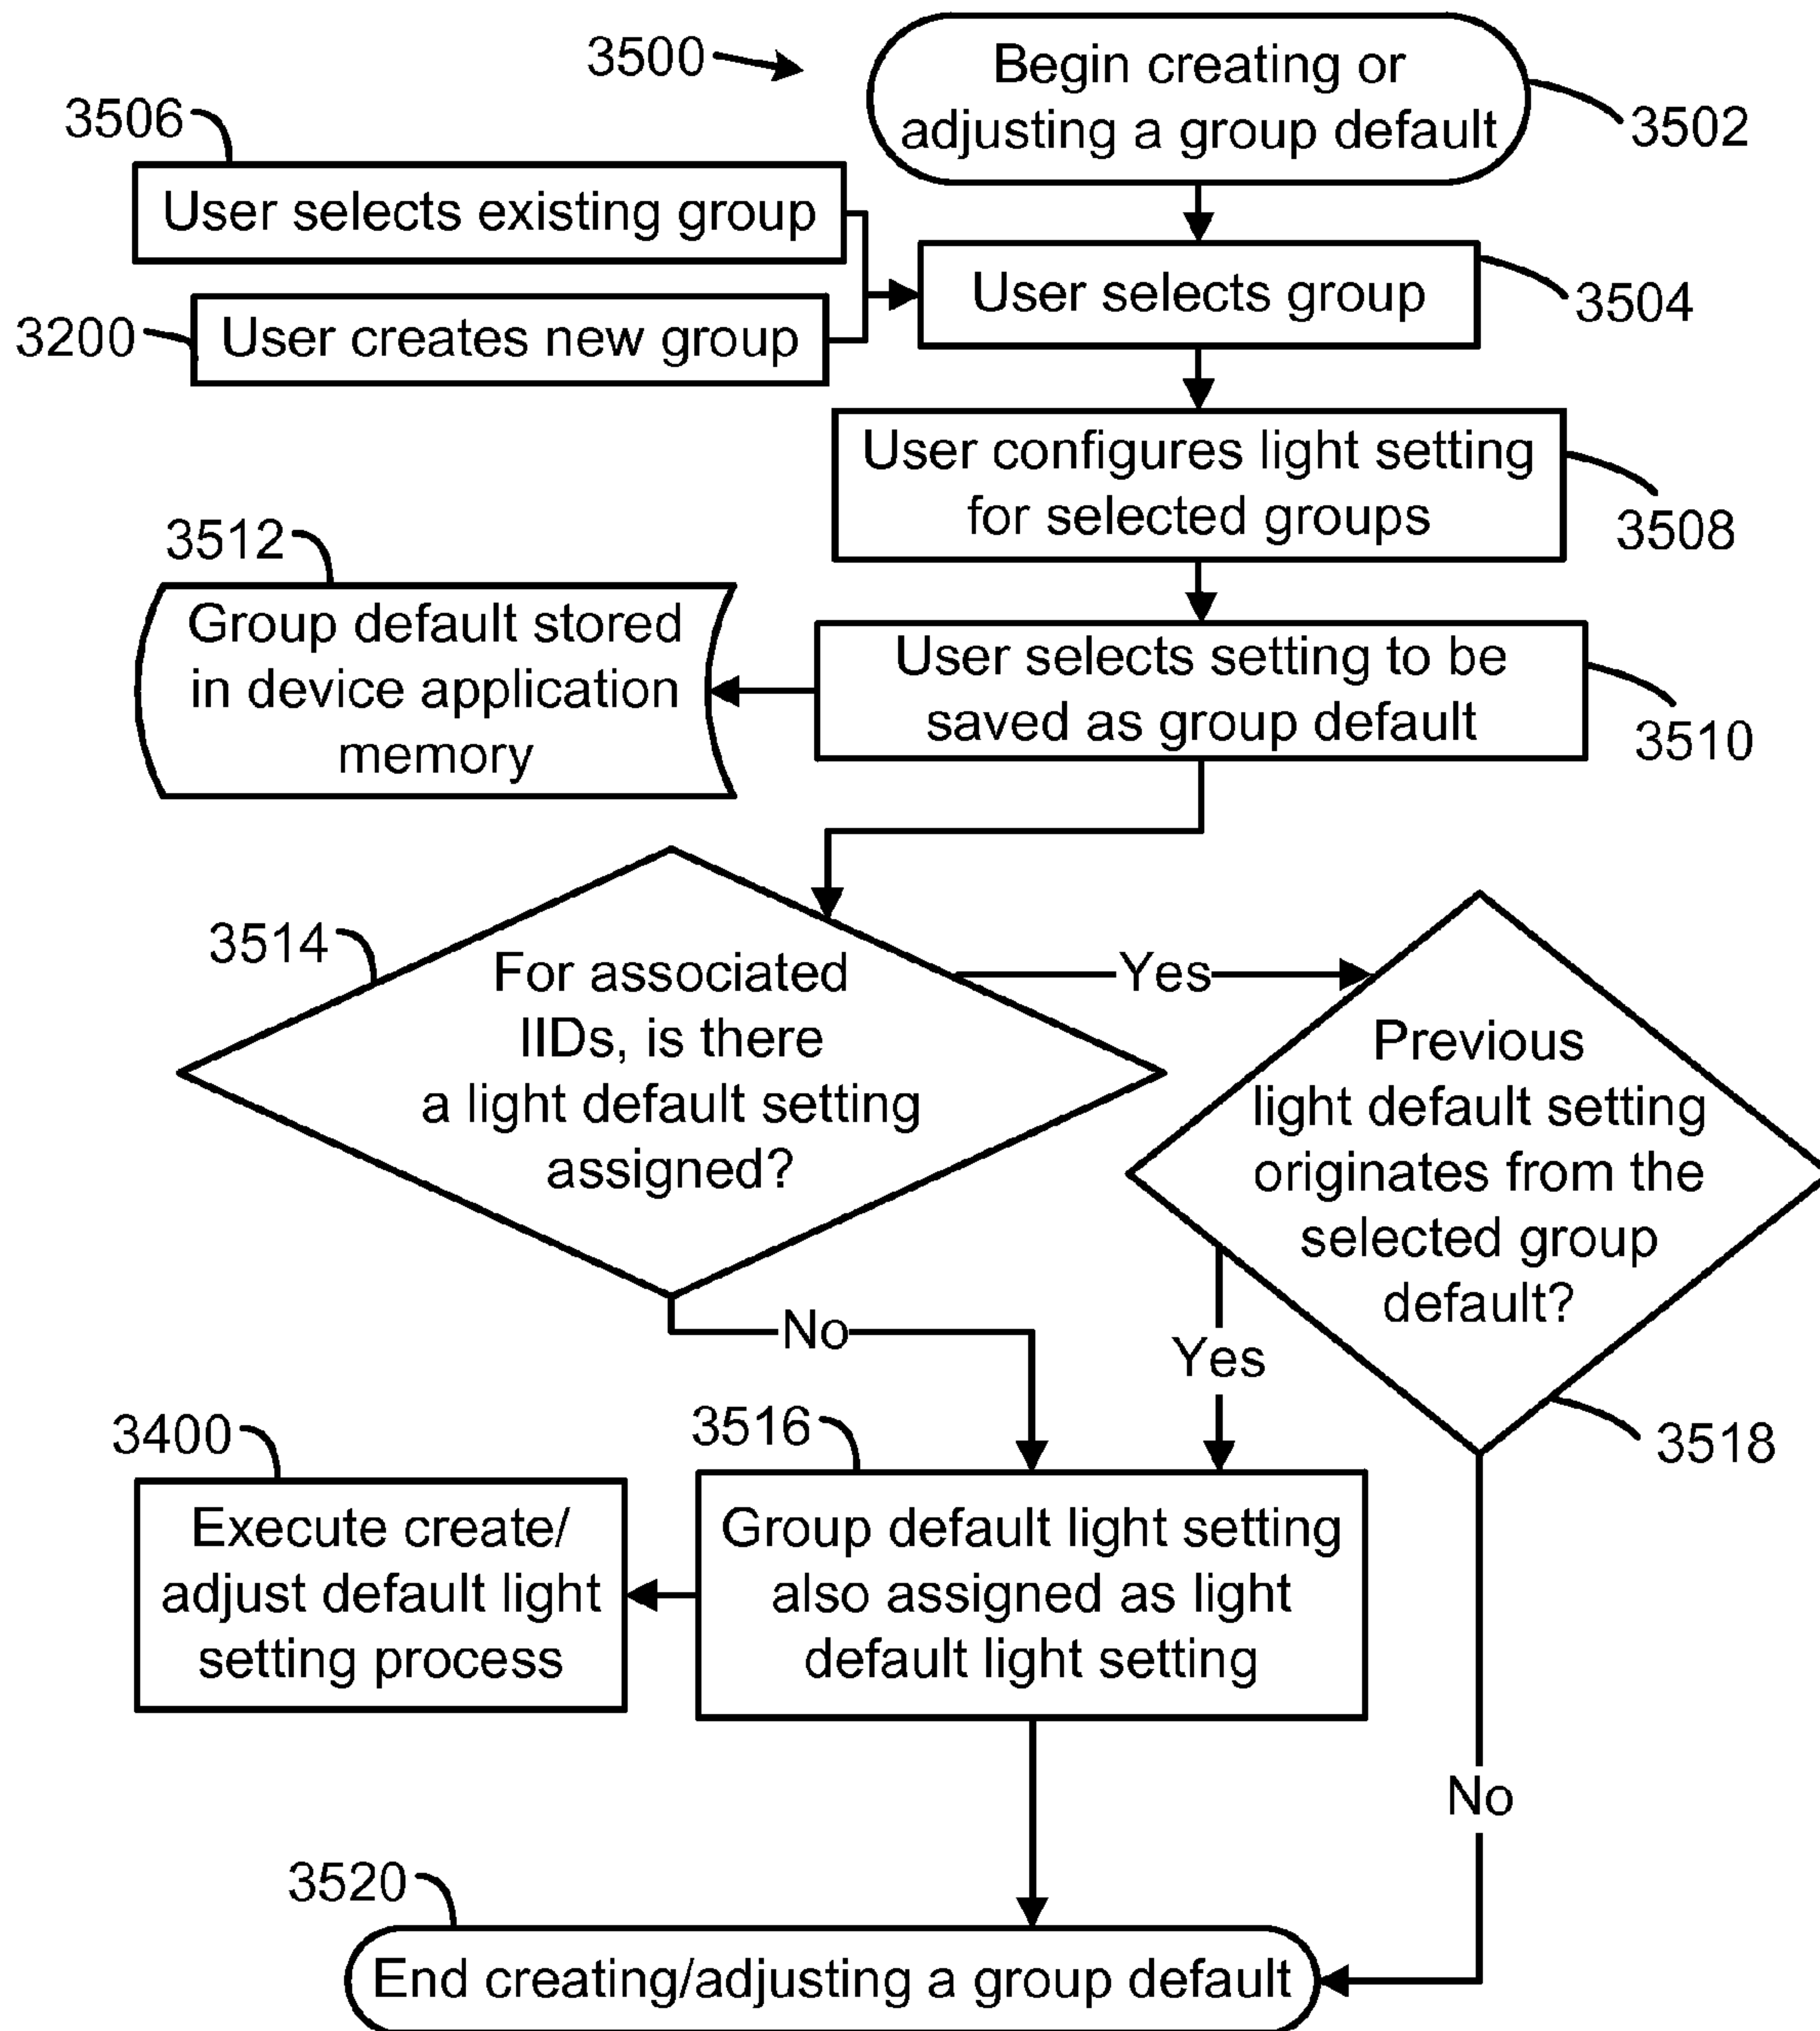 3500
Begin creating or
adjusting a group default
3502
3506
User selects existing group
3200
User creates new group
User selects group
3504
User configures light setting
for selected groups
3508
3512
Group default stored
in device application
memory
User selects setting to be
saved as group default
3510
3514
For associated
IIDs, is there
a light default setting
assigned?
Yes
Previous
light default setting
originates from the
selected group
default?
3518
No
Yes
3400
Execute create/
adjust default light
setting process
3516
Group default light setting
also assigned as light
default light setting
No
3520
End creating/adjusting a group default